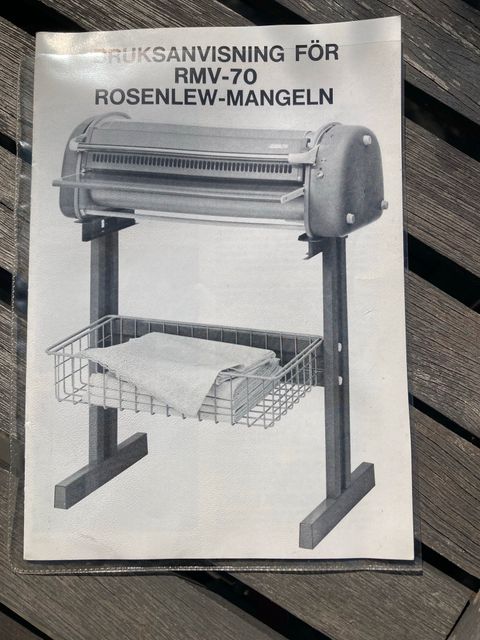 BRUKSANVISNING FÖR
RMV-70
ROSENLEW-MANGELN